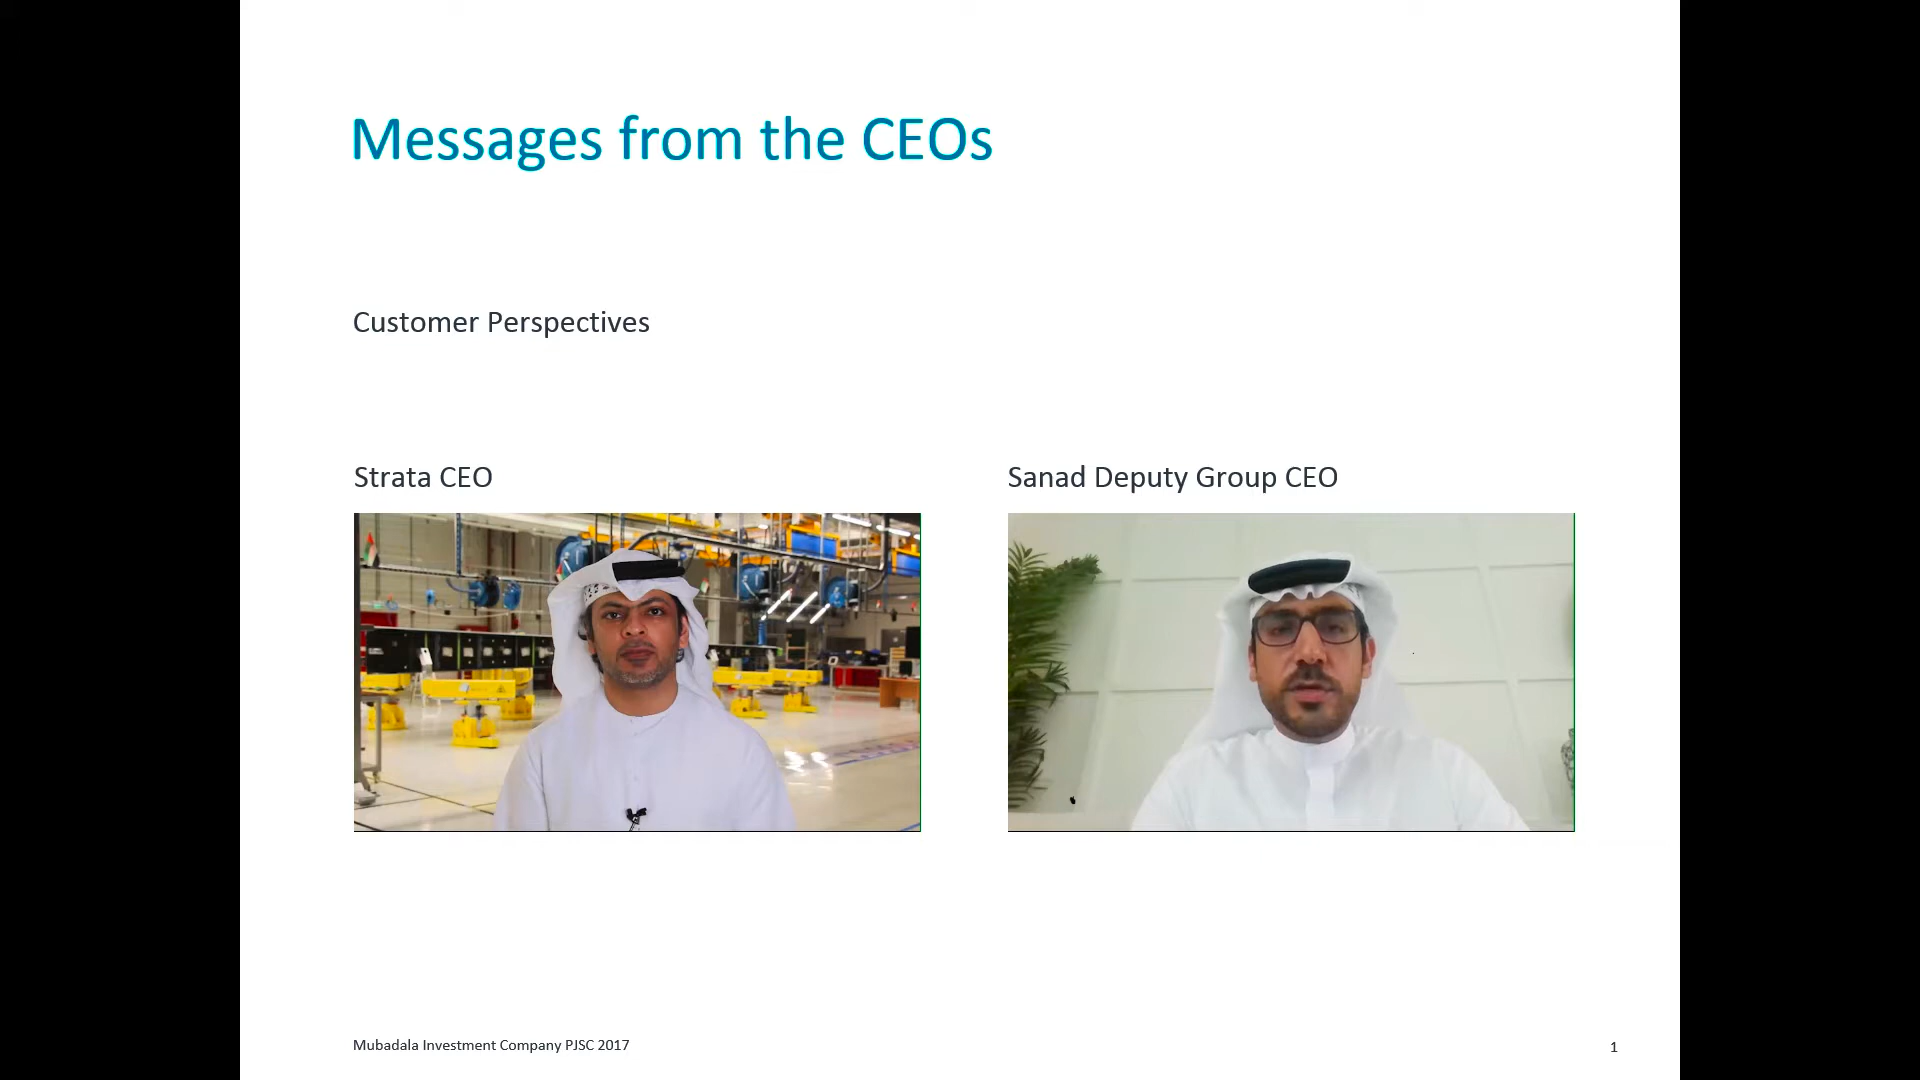 Messages from the CEOs
Customer Perspectives
Strata CEO
Sanad Deputy Group CEO
Mubadala Investment Company PJSC 2017
1